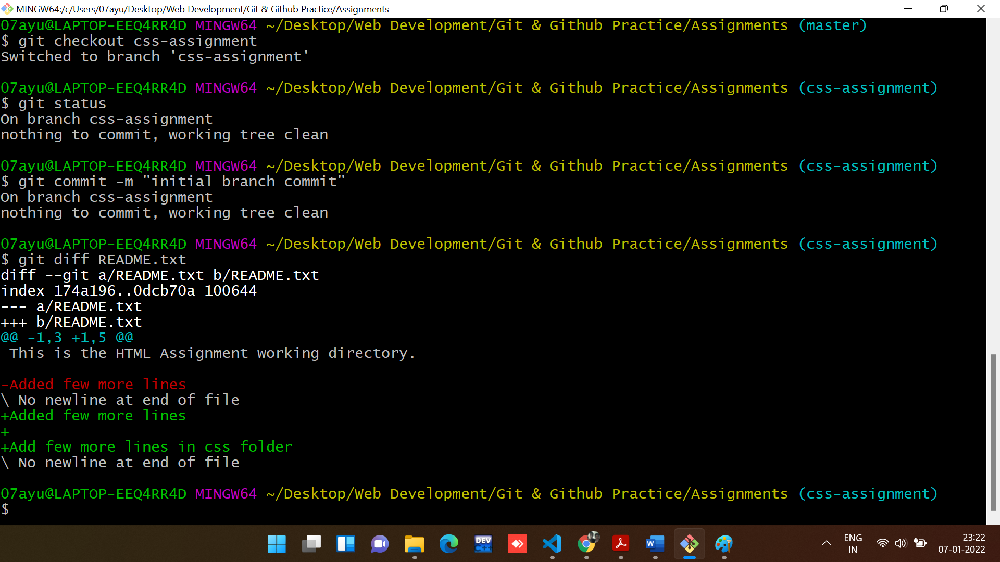 MINGW64:/c/Users/07ayu/Desktop/Web Development/Git & Github Practice/Assignments
07ayu@LAPTOP-EEQ4RR4D MINGW64 ~/Desktop/Web Development/Git & Github Practice/Assignments (master)
$ git checkout css-assignment
Switched to branch 'css-assignment'
07ayu@LAPTOP-EEQ4RR4D MINGW64 ~/Desktop/Web Development/Git & Github Practice/Assignments (css-assignment)
$ git status
On branch css-assignment
nothing to commit, working tree clean
07ayu@LAPTOP-EEQ4RR4D MINGW64 ~/Desktop/Web Development/Git & Github Practice/Assignments (css-assignment)
$ git commit -m "initial branch commit"
On branch css-assignment
nothing to commit, working tree clean
07ayu@LAPTOP-EEQ4RR4D MINGW64 ~/Desktop/Web Development/Git & Github Practice/Assignments (css-assignment)
$ git diff README.txt
diff --git a/README.txt b/README.txt
index 174a196..0dcb70a 100644
--- a/README.txt
+++ b/README.txt
@@ -1,3 +1,5 @@
 This is the HTML Assignment working directory.
-Added few more lines
\ No newline at end of file
+Added few more lines
+
+Add few more lines in css folder
\ No newline at end of file
07ayu@LAPTOP-EEQ4RR4D MINGW64 ~/Desktop/Web Development/Git & Github Practice/Assignments (css-assignment)
$
DEV
C++
W
ENG
IN
23:22
07-01-2022